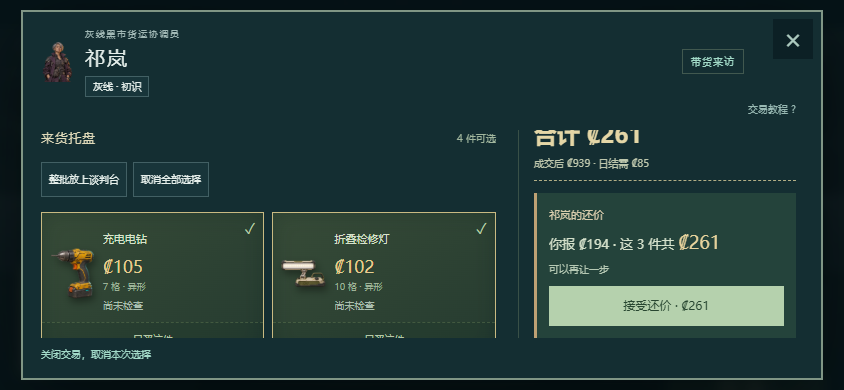 灰线黑市货运协调员
祁岚
灰线 · 初识
带货来访
交易教程 ?
来货托盘
4 件可选
整批放上谈判台
取消全部选择
充电电钻
₡105
7 格 · 异形
尚未检查
折叠检修灯
₡102
10 格 · 异形
尚未检查
合计 ₡261
成交后 ₡939 · 日结需 ₡85
祁岚的还价
你报 ₡194 · 这 3 件共 ₡261
可以再让一步
接受还价 · ₡261
关闭交易，取消本次选择